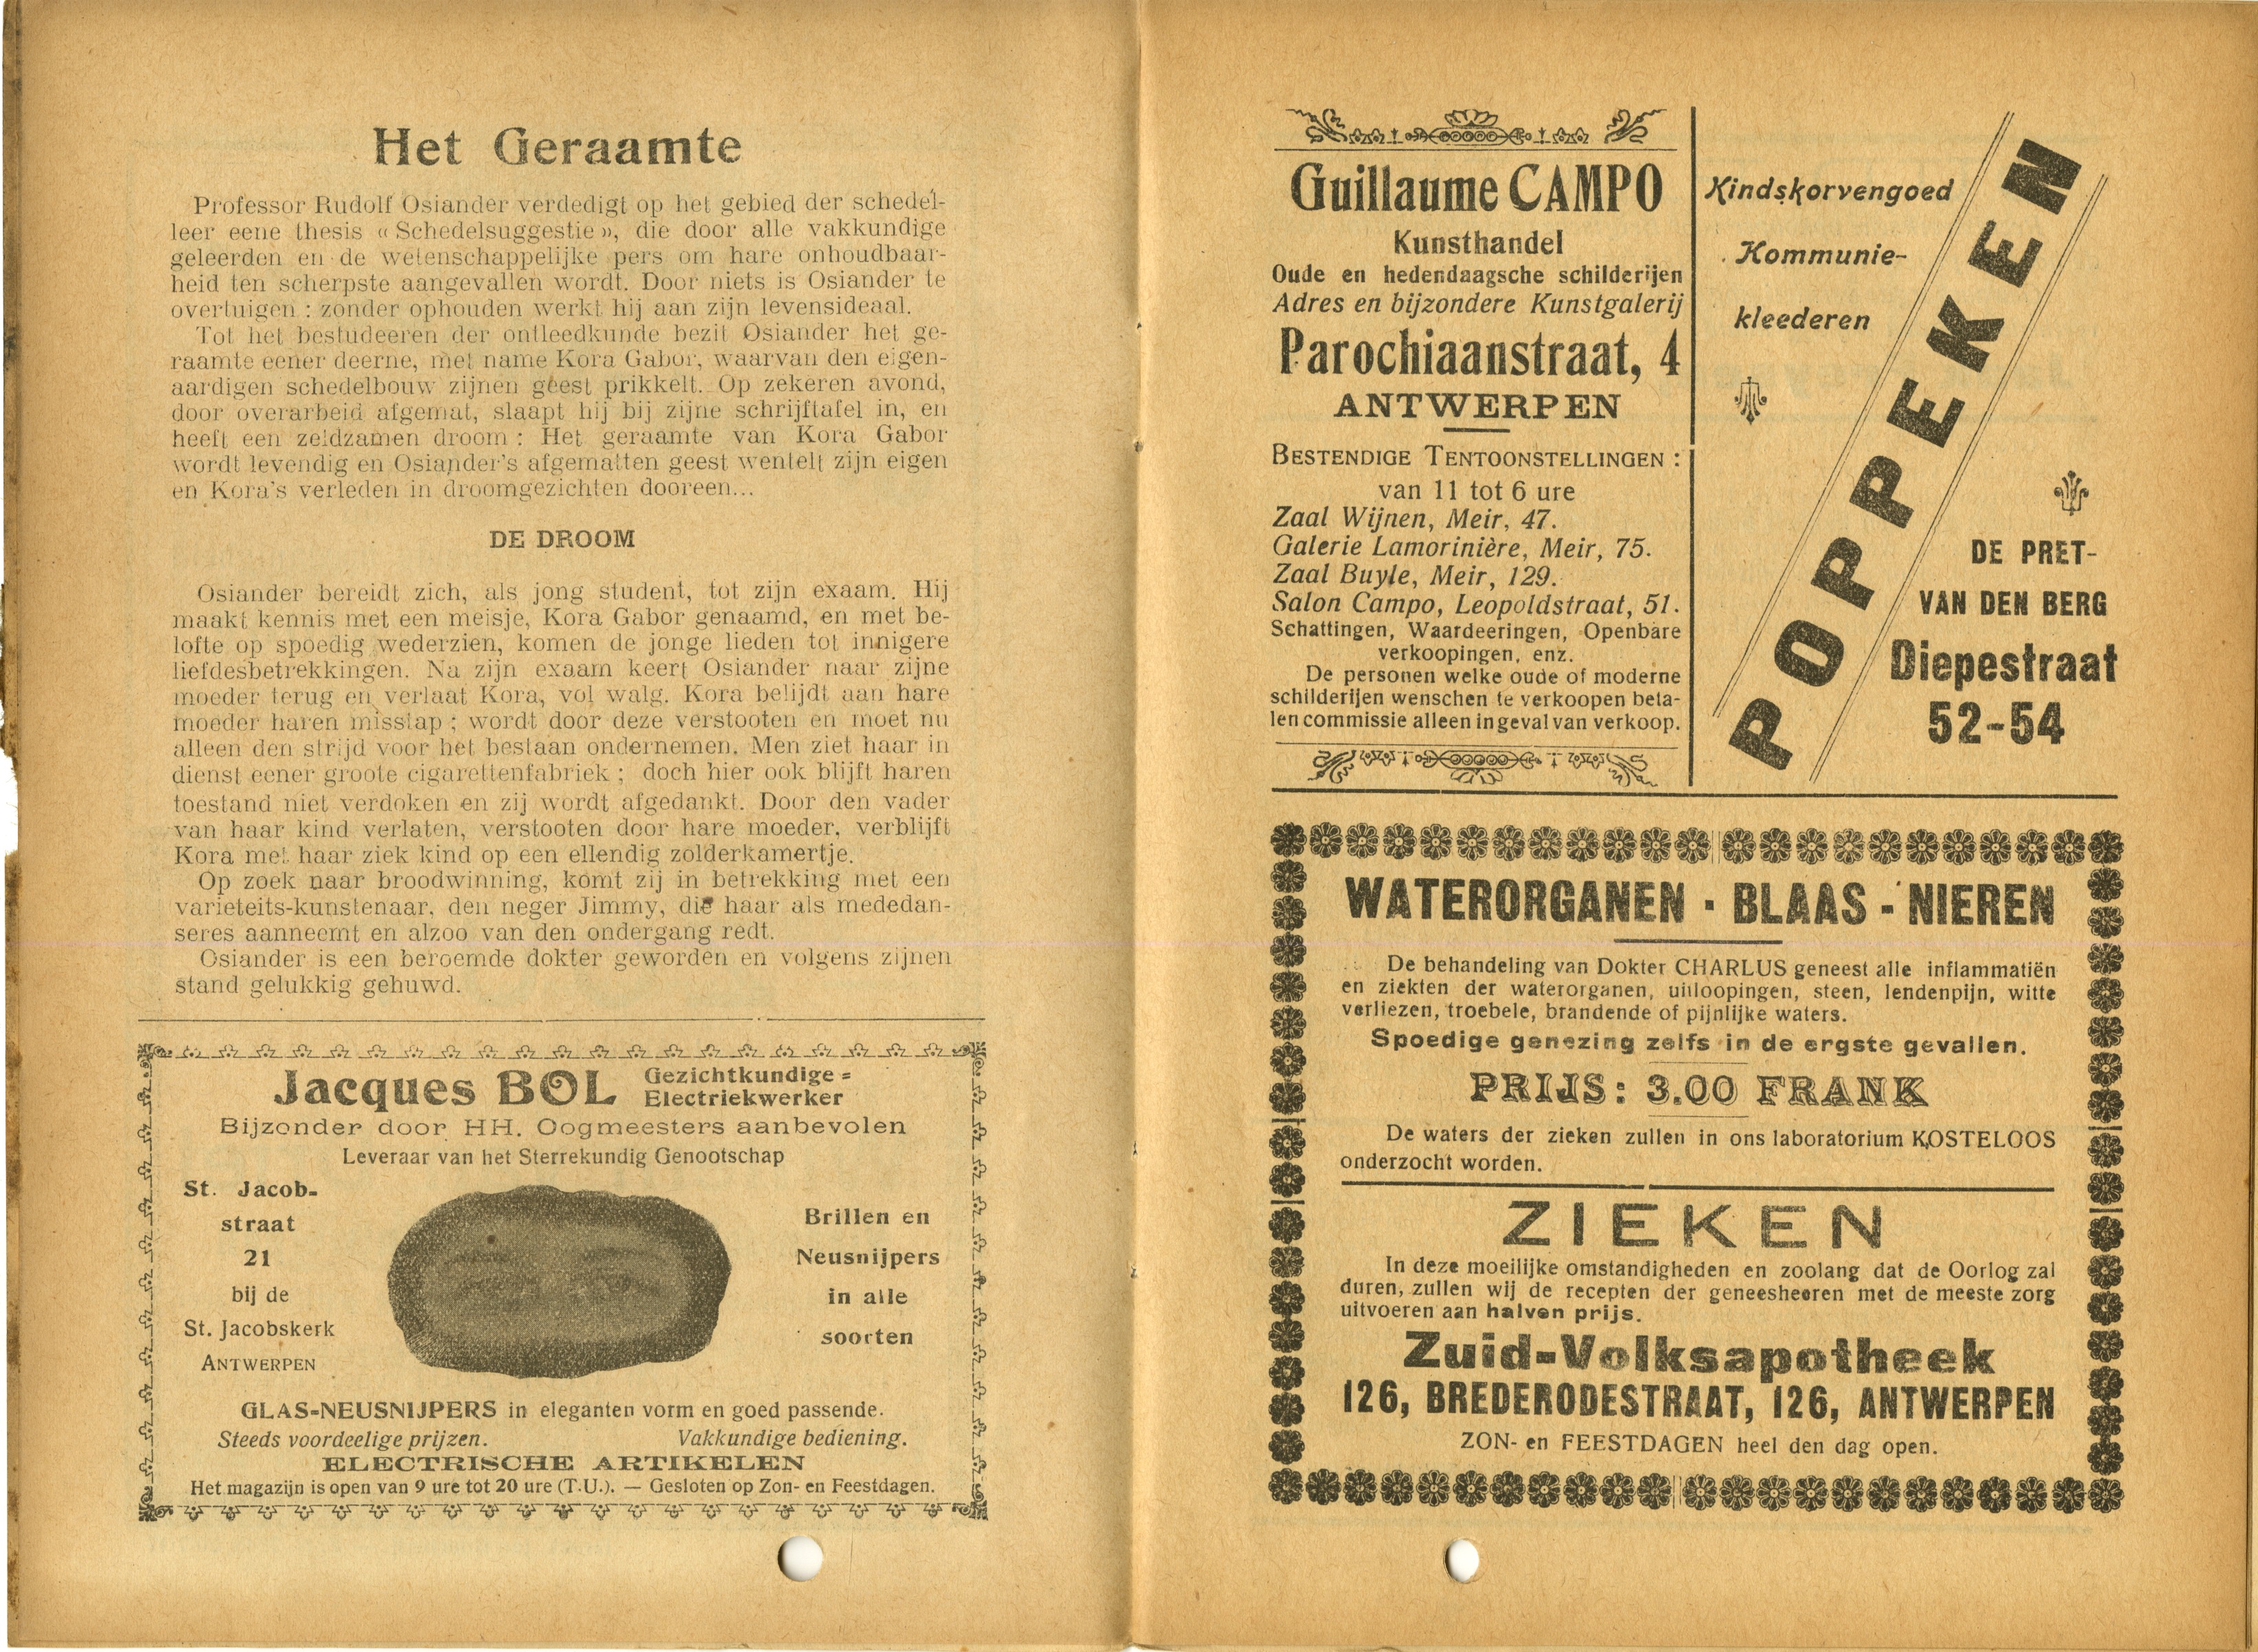 Het Geraamte
Professor Rudolf Osiander verdedigt op het gebied der schedel-
leer eene thesis « Schedelsuggestie », die door alle vakkundige
geleerden en de wetenschappelijke pers om hare onhoudbaar-
heid ten scherpste aangevallen wordt. Door niets is Osiander te
overtuigen : zonder ophouden werkt hij aan zijn levensideaal.
Tot het bestudeeren der ontleedkunde bezit Osiander het ge-
raamte eener deerne, met name Kora Gabor, waarvan den eigen-
aardigen schedelbouw zijnen geest prikkelt. Op zekeren avond,
door overarbeid afgemat, slaapt hij bij zijne schrijftafel in, en
heeft een zeldzamen droom : Het geraamte van Kora Gabor
wordt levendig en Osiander's afgematten geest wentelt zijn eigen
en Kora's verleden in droomgezichten dooreen...
DE DROOM
Osiander bereidt zich, als jong student, tot zijn exaam. Hij
maakt kennis met een meisje, Kora Gabor genaamd, en met be-
lofte op spoedig wederzien, komen de jonge lieden tot innigere
liefdesbetrekkingen. Na zijn exaam keert Osiander naar zijne
moeder terug en verlaat Kora, vol walg. Kora belijdt aan hare
moeder haren misstap ; wordt door deze verstooten en moet nu
alleen den strijd voor het bestaan ondernemen. Men ziet haar in
dienst eener groote cigarettenfabriek ; doch hier ook blijft haren
toestand niet verdoken en zij wordt afgedankt. Door den vader
van haar kind verlaten, verstooten door hare moeder, verblijft
Kora met haar ziek kind op een ellendig zolderkamertje.
Op zoek naar broodwinning, komt zij in betrekking met een
varieteits-kunstenaar, den neger Jimmy, die haar als mededan-
seres aanneemt en alzoo van den ondergang redt.
Osiander is een beroemde dokter geworden en volgens zijnen
stand gelukkig gehuwd.
Jacques BOL Gezichtkundige =
Electriekwerker
Bijzonder door HH. Oogmeesters aanbevolen
Leveraar van het Sterrekundig Genootschap
St. Jacob-
straat
21
bij de
St. Jacobskerk
ANTWERPEN
Brillen en
Neusnijpers
in alle
soorten
GLAS-NEUSNIJPERS in eleganten vorm en goed passende.
Steeds voordeelige prijzen. Vakkundige bediening.
ELECTRISCHE ARTIKELEN
Het magazijn is open van 9 ure tot 20 ure (T.U.). — Gesloten op Zon- en Feestdagen.
Guillaume CAMPO
Kunsthandel
Oude en hedendaagsche schilderijen
Adres en bijzondere Kunstgalerij
Parochiaanstraat, 4
ANTWERPEN
BESTENDIGE TENTOONSTELLINGEN :
van 11 tot 6 ure
Zaal Wijnen, Meir, 47.
Galerie Lamorinière, Meir, 75.
Zaal Buyle, Meir, 129.
Salon Campo, Leopoldstraat, 51.
Schattingen, Waardeeringen, Openbare
verkoopingen, enz.
De personen welke oude of moderne
schilderijen wenschen te verkoopen beta-
len commissie alleen in geval van verkoop.
Kindskorvengoed
Kommunie-
kleederen
POPPEKEN
DE PRET-
VAN DEN BERG
Diepestraat
52-54
WATERORGANEN - BLAAS - NIEREN
De behandeling van Dokter CHARLUS geneest alle inflammatiën
en ziekten der waterorganen, uitloopingen, steen, lendenpijn, witte
verliezen, troebele, brandende of pijnlijke waters.
Spoedige genezing zelfs in de ergste gevallen.
PRIJS: 3.00 FRANK
De waters der zieken zullen in ons laboratorium KOSTELOOS
onderzocht worden.
ZIEKEN
In deze moeilijke omstandigheden en zoolang dat de Oorlog zal
duren, zullen wij de recepten der geneesheeren met de meeste zorg
uitvoeren aan halven prijs.
Zuid-Volksapotheek
126, BREDERODESTRAAT, 126, ANTWERPEN
ZON- en FEESTDAGEN heel den dag open.